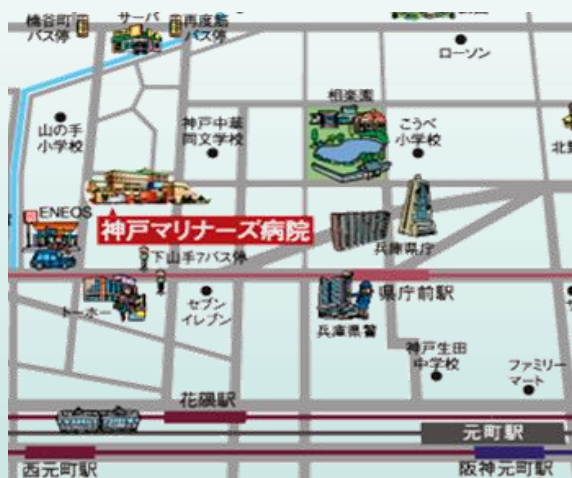 楠谷町
バス停
サーパ
再度筋
バス停
ローソン
山の手
小学校
神戸中華
同文学校
相楽園
こうべ
小学校
北野
ENEOS
神戸マリナーズ病院
下山手7バス停
兵庫県庁
トーホー
セブン
イレブン
県庁前駅
兵庫県警
神戸生田
中学校
ファミリー
マート
花隈駅
元町駅
西元町駅
阪神元町駅